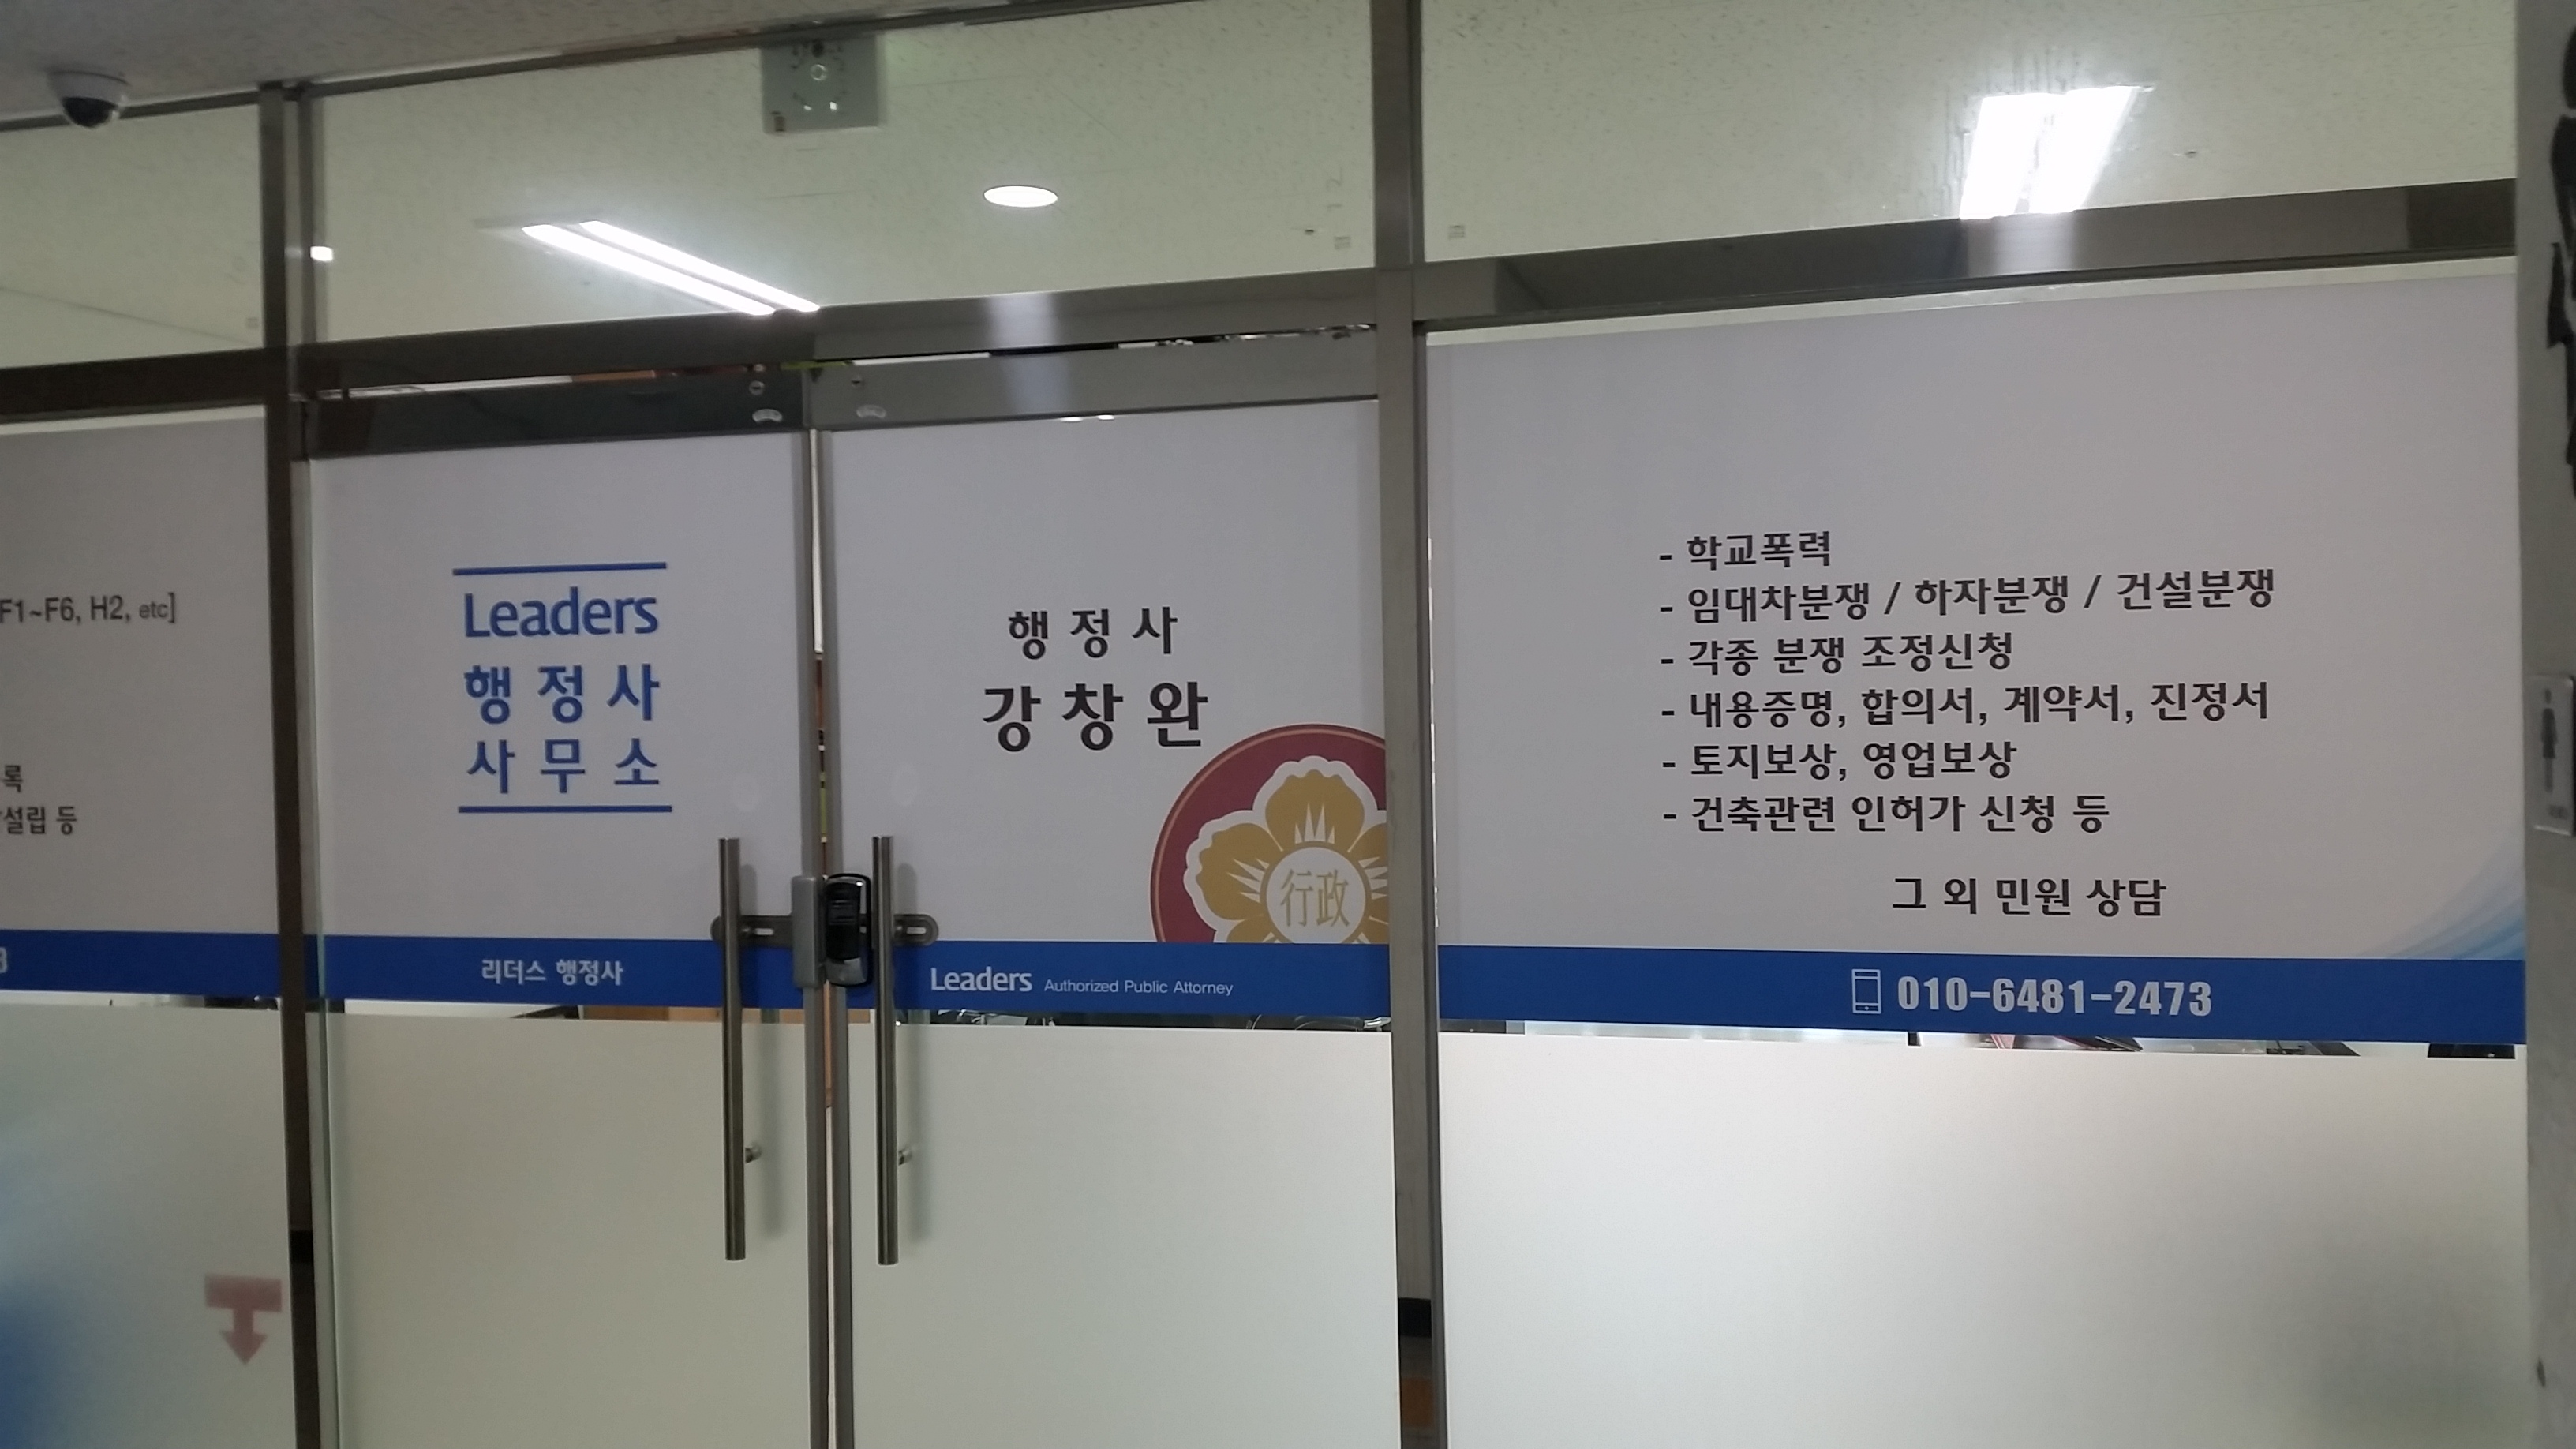 F1~F6, H2, etc]
록
설립 등
3
Leaders
행정사
사무소
리더스 행정사
행정사
강창완
行政
Leaders Authorized Public Attorney
- 학교폭력
- 임대차분쟁 / 하자분쟁 / 건설분쟁
- 각종 분쟁 조정신청
- 내용증명, 합의서, 계약서, 진정서
- 토지보상, 영업보상
- 건축관련 인허가 신청 등
그 외 민원 상담
010-6481-2473